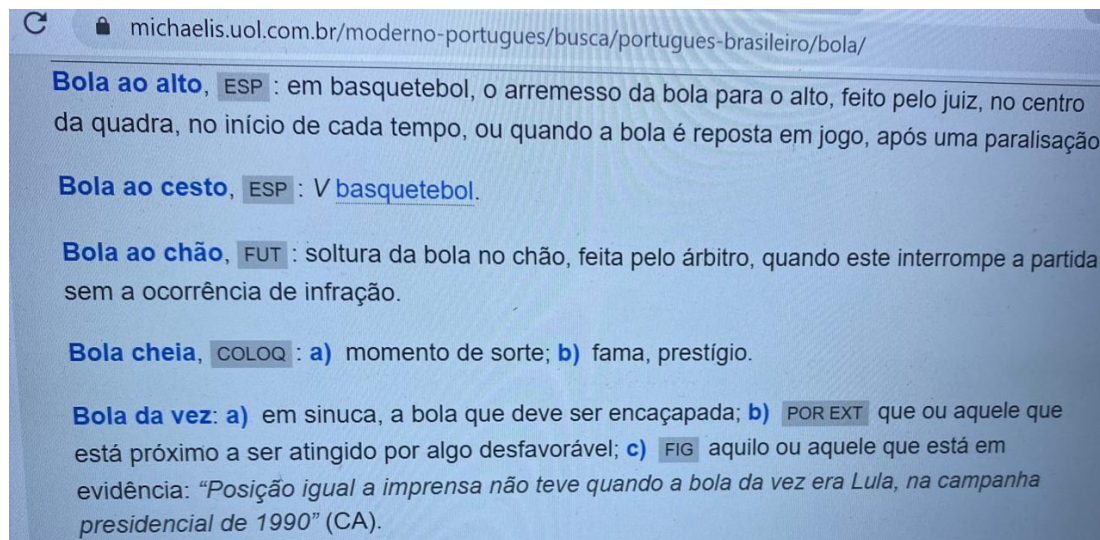 michaelis.uol.com.br/moderno-portugues/busca/portugues-brasileiro/bola/
Bola ao alto, ESP : em basquetebol, o arremesso da bola para o alto, feito pelo juiz, no centro
da quadra, no início de cada tempo, ou quando a bola é reposta em jogo, após uma paralisação
Bola ao cesto, ESP : V basquetebol.
Bola ao chão, FUT : soltura da bola no chão, feita pelo árbitro, quando este interrompe a partida
sem a ocorrência de infração.
Bola cheia, COLOQ : a) momento de sorte; b) fama, prestígio.
Bola da vez: a) em sinuca, a bola que deve ser encaçapada; b) POR EXT que ou aquele que
está próximo a ser atingido por algo desfavorável; c) FIG aquilo ou aquele que está em
evidência: “Posição igual a imprensa não teve quando a bola da vez era Lula, na campanha
presidencial de 1990” (CA).